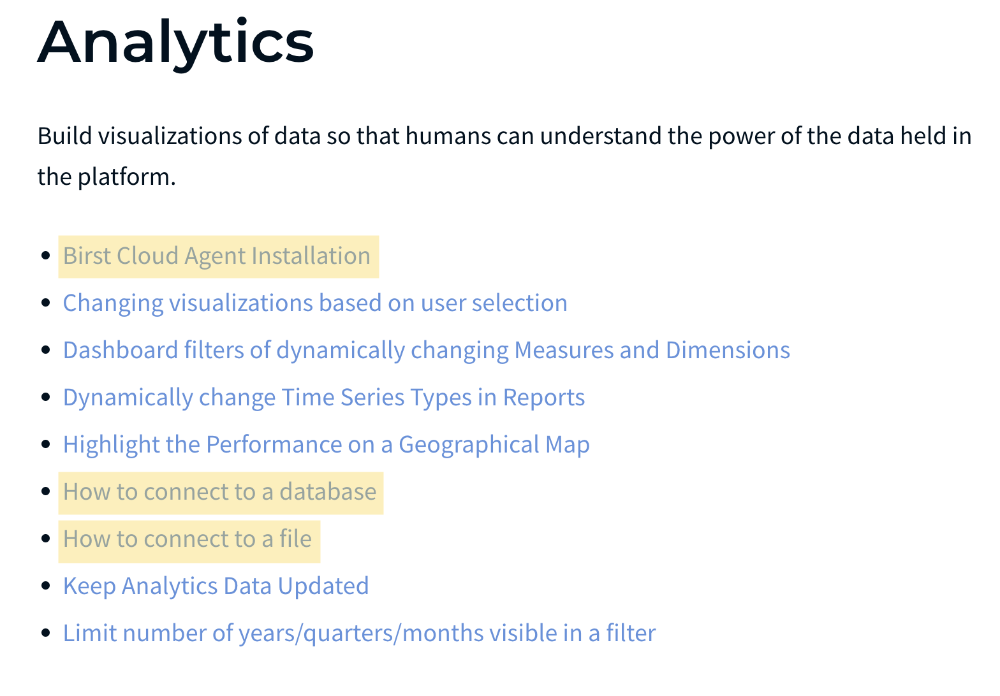 Analytics
Build visualizations of data so that humans can understand the power of the data held in
the platform.
Birst Cloud Agent Installation
Changing visualizations based on user selection
Dashboard filters of dynamically changing Measures and Dimensions
Dynamically change Time Series Types in Reports
Highlight the Performance on a Geographical Map
How to connect to a database
How to connect to a file
Keep Analytics Data Updated
Limit number of years/quarters/months visible in a filter